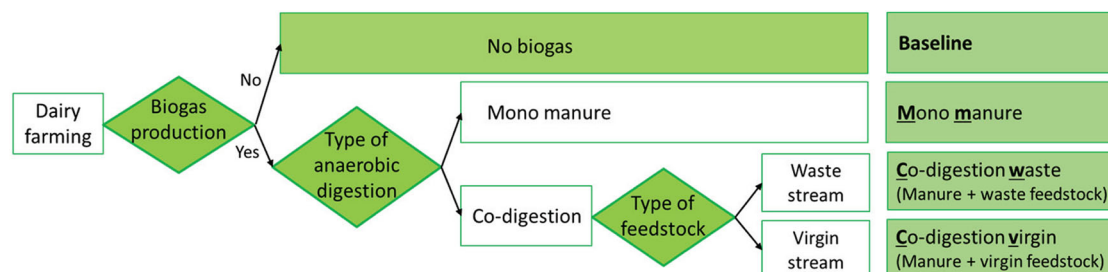 No biogas
Baseline
No
Dairy
farming
Biogas
production
Yes
Type of
anaerobic
digestion
Mono manure
Mono manure
Co-digestion
Type of
feedstock
Waste
stream
Co-digestion waste
(Manure + waste feedstock)
Virgin
stream
Co-digestion virgin
(Manure + virgin feedstock)